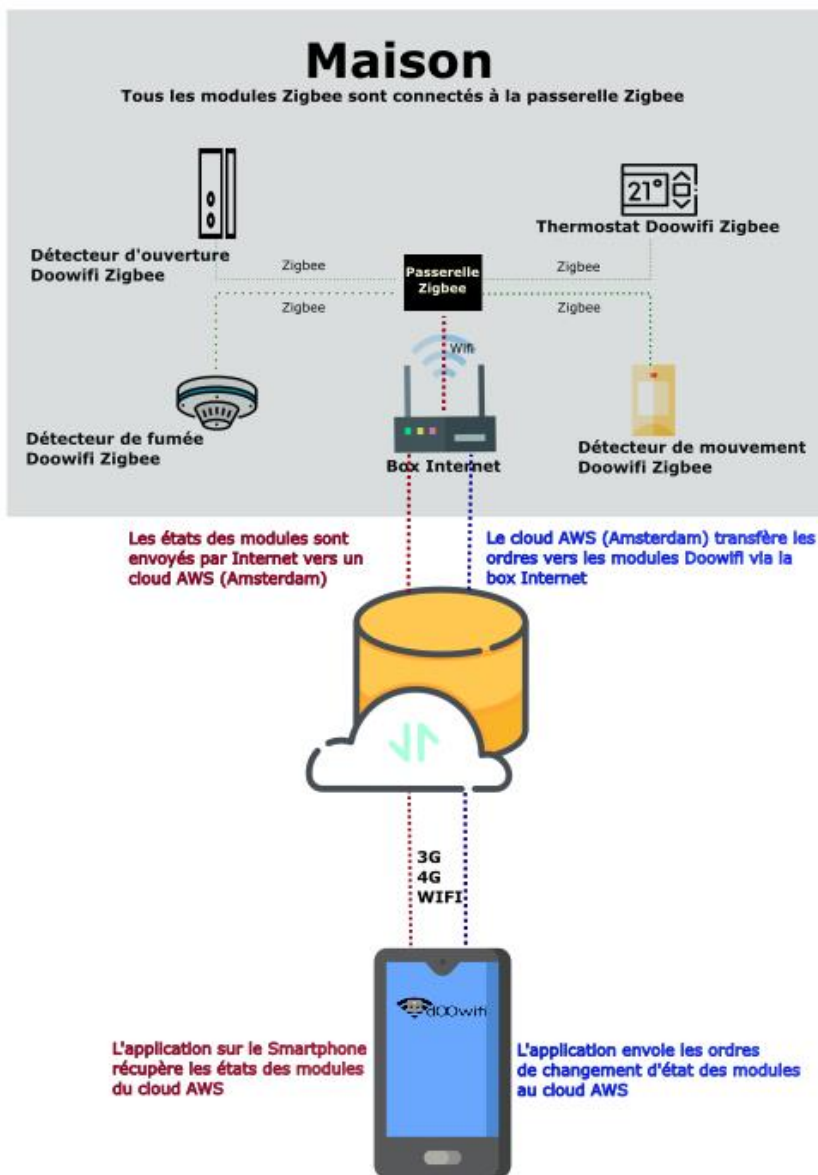 Maison
Tous les modules Zigbee sont connectés à la passerelle Zigbee
21°
Détecteur d'ouverture
Doowifi Zigbee
Thermostat Doowifi Zigbee
Zigbee
Passerelle
Zigbee
Zigbee
Zigbee
Zigbee
Wifi
Détecteur de fumée
Doowifi Zigbee
Box Internet
Détecteur de mouvement
Doowifi Zigbee
Les états des modules sont
envoyés par Internet vers un
cloud AWS (Amsterdam)
Le cloud AWS (Amsterdam) transfère les
ordres vers les modules Doowifi via la
box Internet
3G
4G
WIFI
dOOwifi
L'application sur le Smartphone
récupère les états des modules
du cloud AWS
L'application envoie les ordres
de changement d'état des modules
au cloud AWS